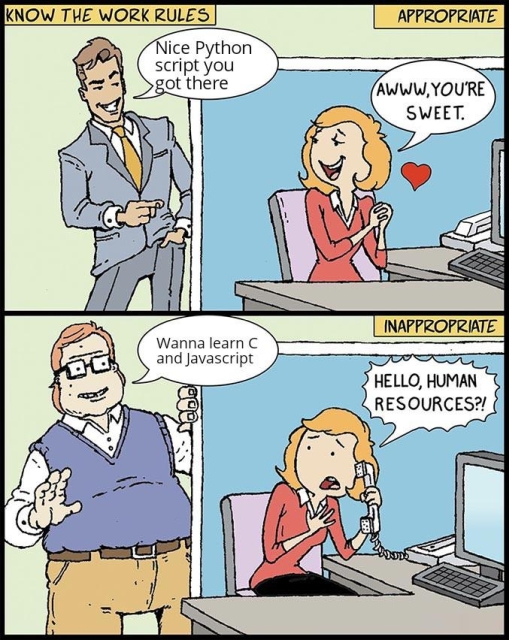 KNOW THE WORK RULES
APPROPRIATE
Nice Python
script you
got there
AWWW,YOU'RE
SWEET.
INAPPROPRIATE
Wanna learn C
and Javascript
HELLO, HUMAN
RESOURCES?!